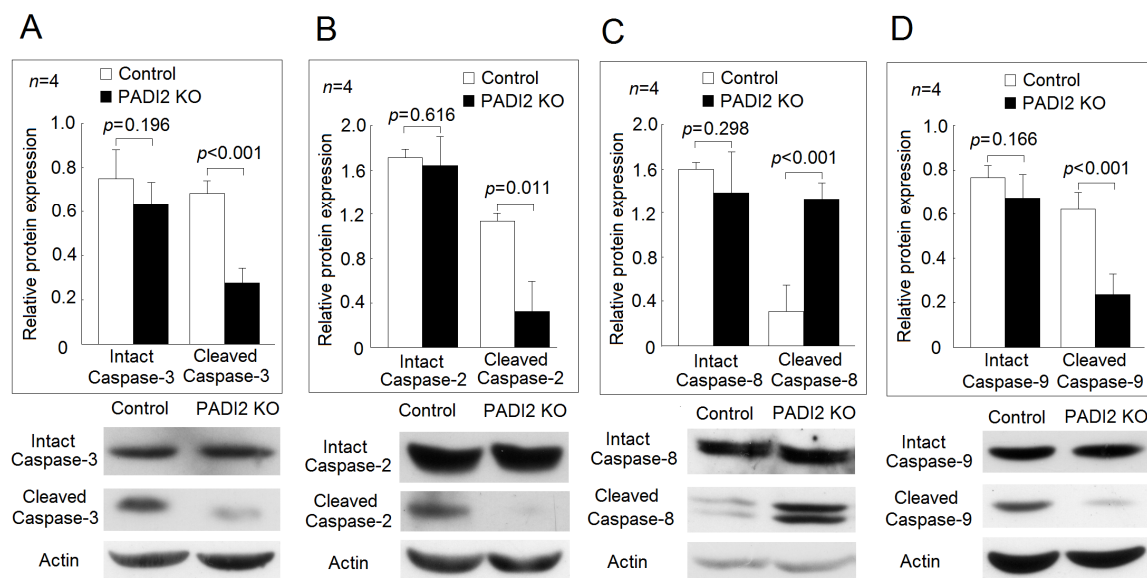 A
n=4
Control
PADI2 KO
Relative protein expression
1.0
0.8
0.6
0.4
0.2
0
p=0.196
p<0.001
Intact
Caspase-3
Cleaved
Caspase-3
Control
PADI2 KO
Intact
Caspase-3
Cleaved
Caspase-3
Actin
B
n=4
Control
PADI2 KO
Relative protein expression
2.0
1.6
1.2
0.8
0.4
0
p=0.616
p=0.011
Intact
Caspase-2
Cleaved
Caspase-2
Control
PADI2 KO
Intact
Caspase-2
Cleaved
Caspase-2
Actin
C
n=4
Control
PADI2 KO
Relative protein expression
2.0
1.6
1.2
0.8
0.4
0
p=0.298
p<0.001
Intact
Caspase-8
Cleaved
Caspase-8
Control
PADI2 KO
Intact
Caspase-8
Cleaved
Caspase-8
Actin
D
n=4
Control
PADI2 KO
Relative protein expression
1.0
0.8
0.6
0.4
0.2
0
p=0.166
p<0.001
Intact
Caspase-9
Cleaved
Caspase-9
Control
PADI2 KO
Intact
Caspase-9
Cleaved
Caspase-9
Actin